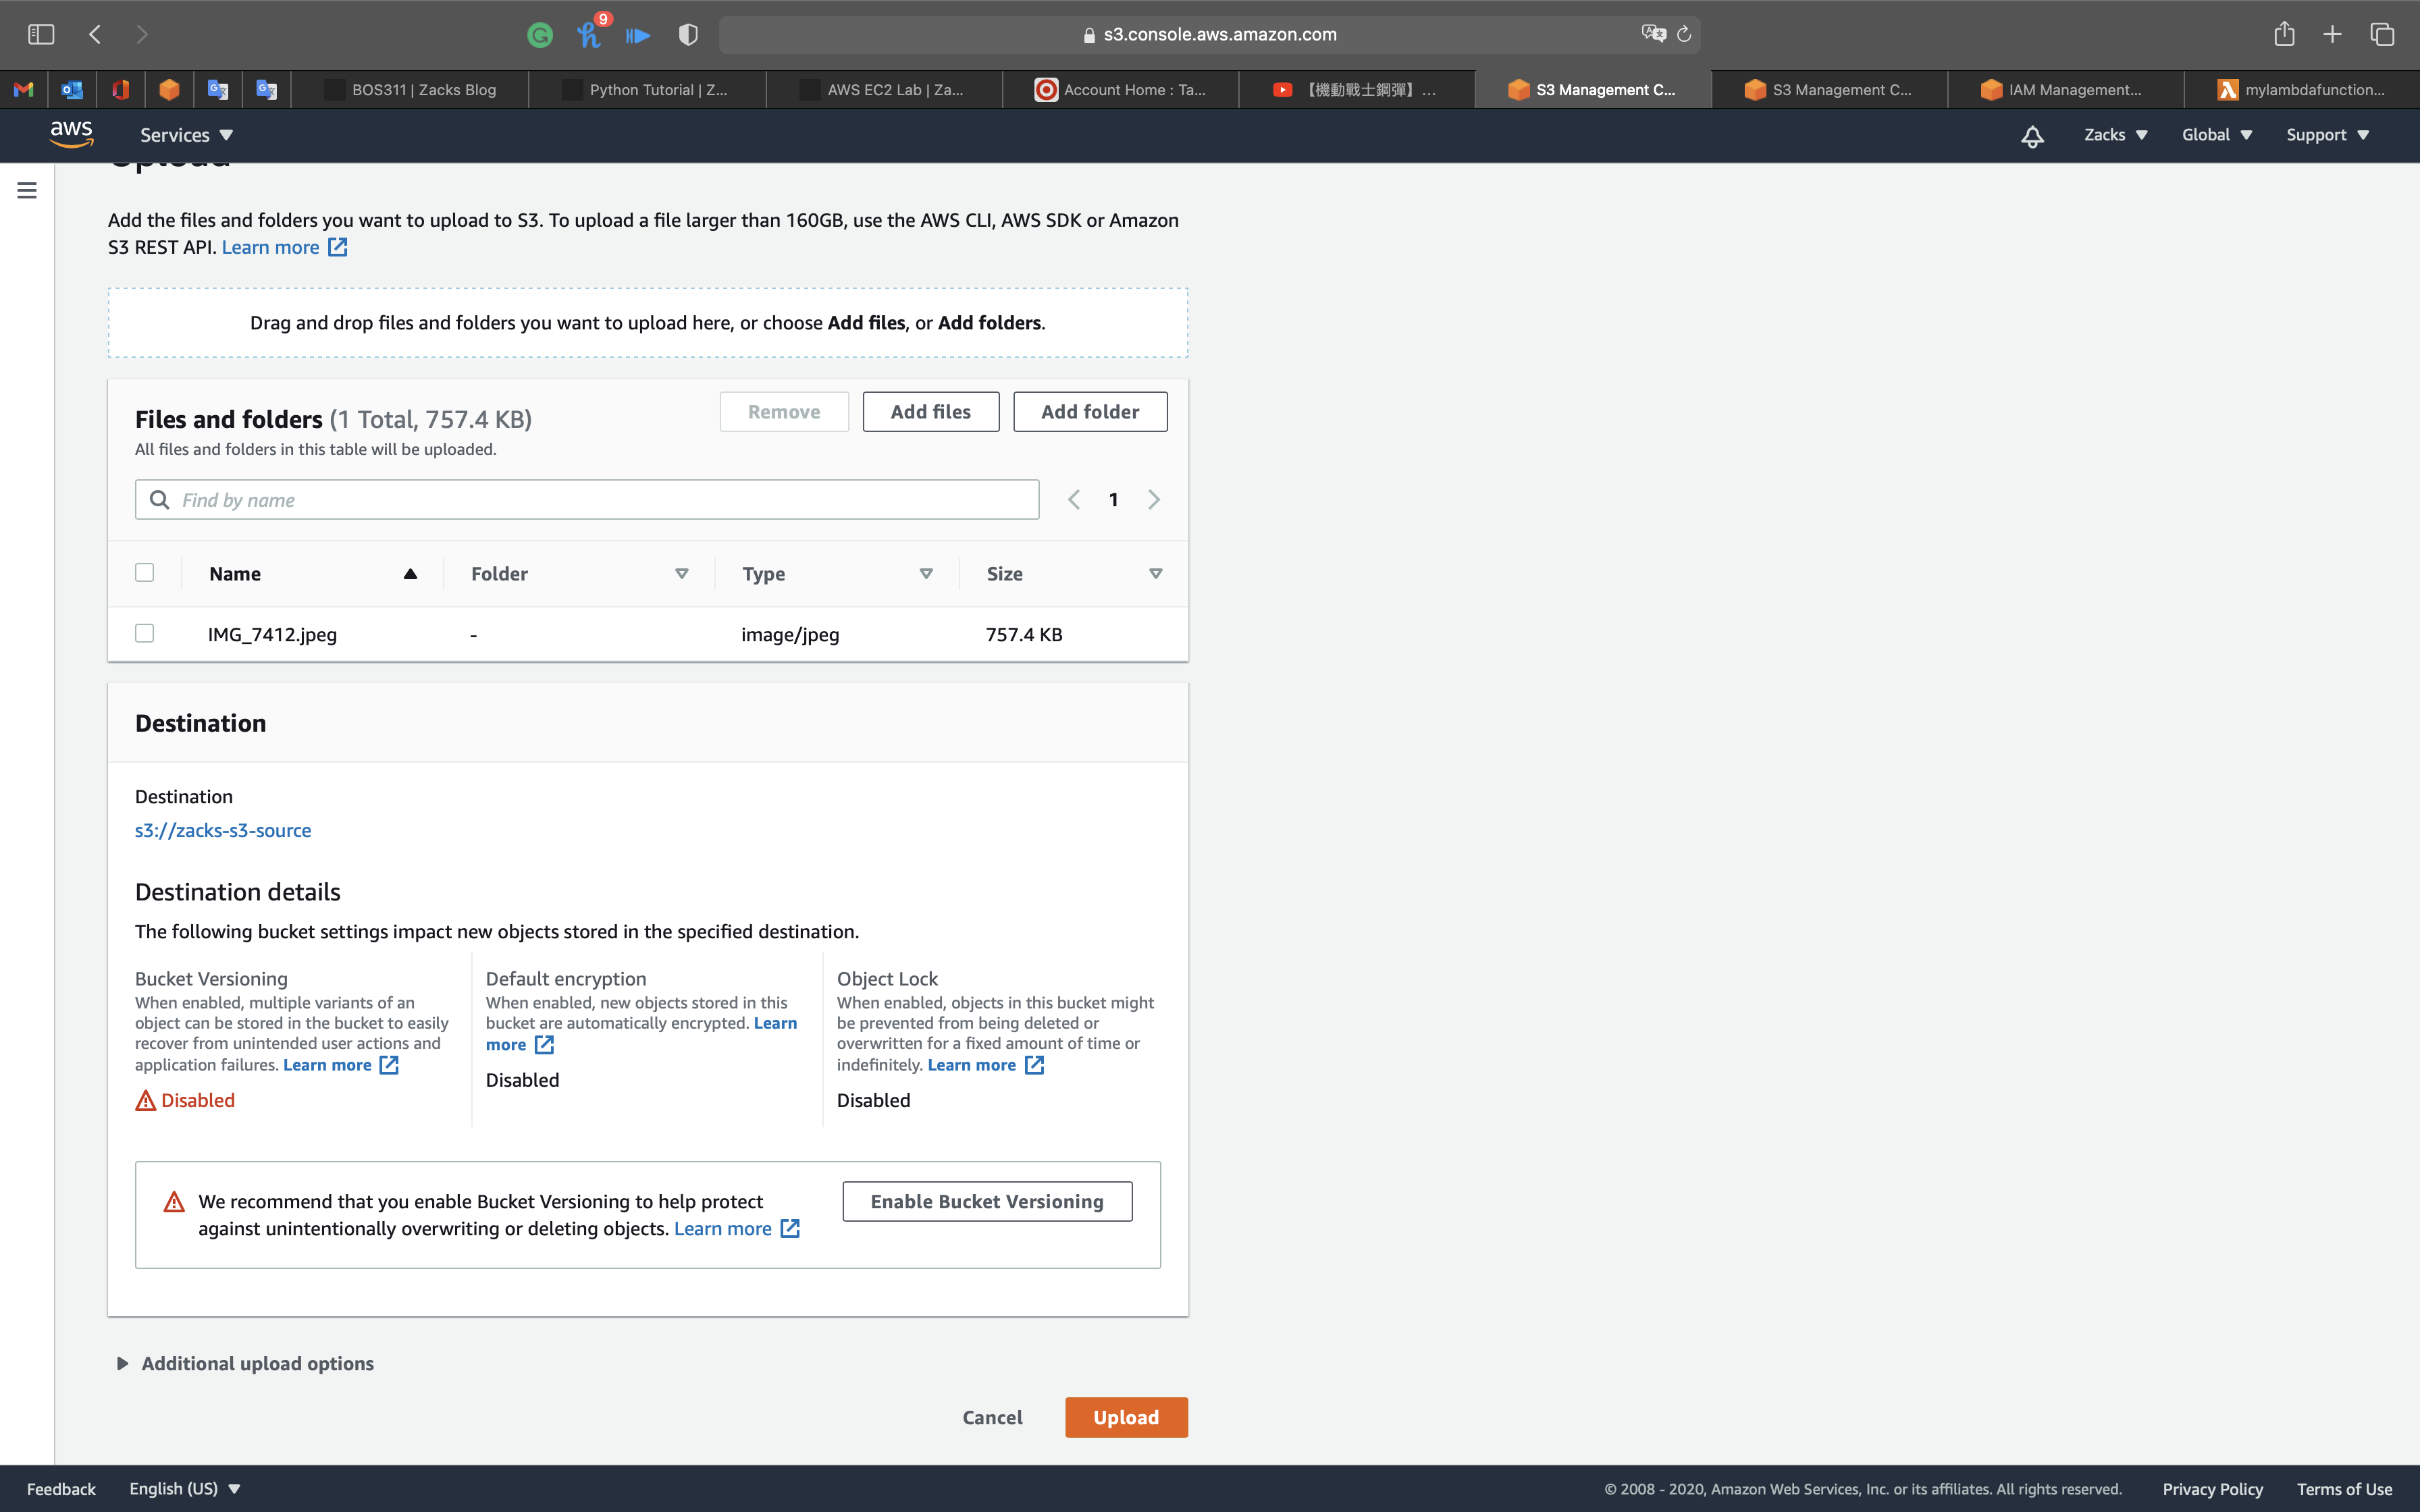 9
s3.console.aws.amazon.com
BOS311 | Zacks Blog
Python Tutorial | Z...
AWS EC2 Lab | Za...
Account Home : Ta...
【機動戰士鋼彈】...
S3 Management C...
S3 Management C...
IAM Management...
mylambdafunction...
aws
Services
Zacks
Global
Support
Upload
Add the files and folders you want to upload to S3. To upload a file larger than 160GB, use the AWS CLI, AWS SDK or Amazon
S3 REST API. Learn more
Drag and drop files and folders you want to upload here, or choose Add files, or Add folders.
Files and folders (1 Total, 757.4 KB)
Remove
Add files
Add folder
All files and folders in this table will be uploaded.
Find by name
1
Name
Folder
Type
Size
IMG_7412.jpeg
-
image/jpeg
757.4 KB
Destination
Destination
s3://zacks-s3-source
Destination details
The following bucket settings impact new objects stored in the specified destination.
Bucket Versioning
When enabled, multiple variants of an
object can be stored in the bucket to easily
recover from unintended user actions and
application failures. Learn more
Disabled
Default encryption
When enabled, new objects stored in this
bucket are automatically encrypted. Learn
more
Disabled
Object Lock
When enabled, objects in this bucket might
be prevented from being deleted or
overwritten for a fixed amount of time or
indefinitely. Learn more
Disabled
We recommend that you enable Bucket Versioning to help protect
against unintentionally overwriting or deleting objects. Learn more
Enable Bucket Versioning
Additional upload options
Cancel
Upload
Feedback
English (US)
© 2008 - 2020, Amazon Web Services, Inc. or its affiliates. All rights reserved.
Privacy Policy
Terms of Use